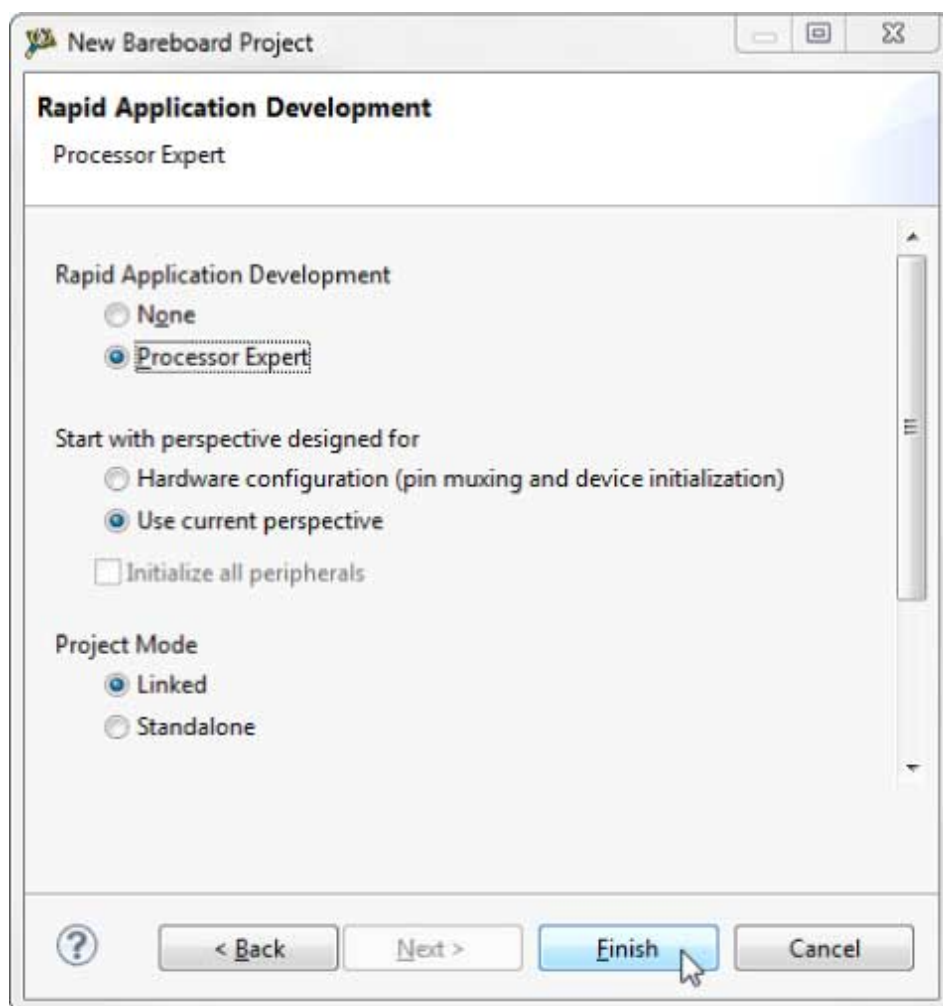 New Bareboard Project
Rapid Application Development
Processor Expert
Rapid Application Development
None
Processor Expert
Start with perspective designed for
Hardware configuration (pin muxing and device initialization)
Use current perspective
Initialize all peripherals
Project Mode
Linked
Standalone
? < Back Next > Finish Cancel